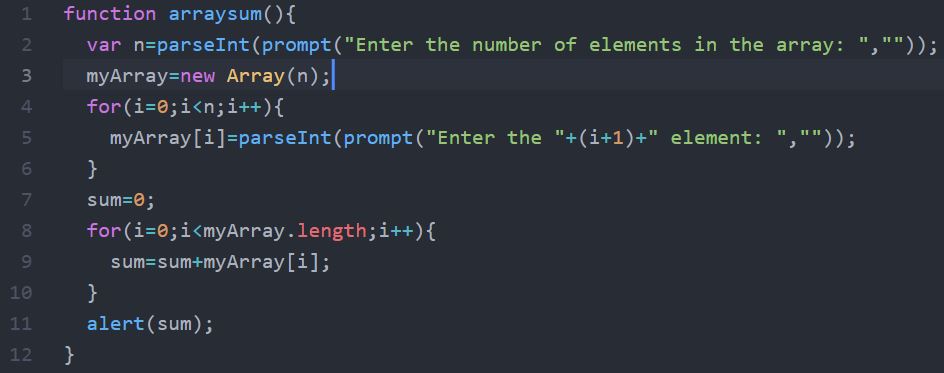 1 function arraysum(){
2   var n=parseInt(prompt("Enter the number of elements in the array: ",""));
3   myArray=new Array(n);
4   for(i=0;i<n;i++){
5     myArray[i]=parseInt(prompt("Enter the "+(i+1)+" element: ",""));
6   }
7   sum=0;
8   for(i=0;i<myArray.length;i++){
9     sum=sum+myArray[i];
10   }
11   alert(sum);
12 }